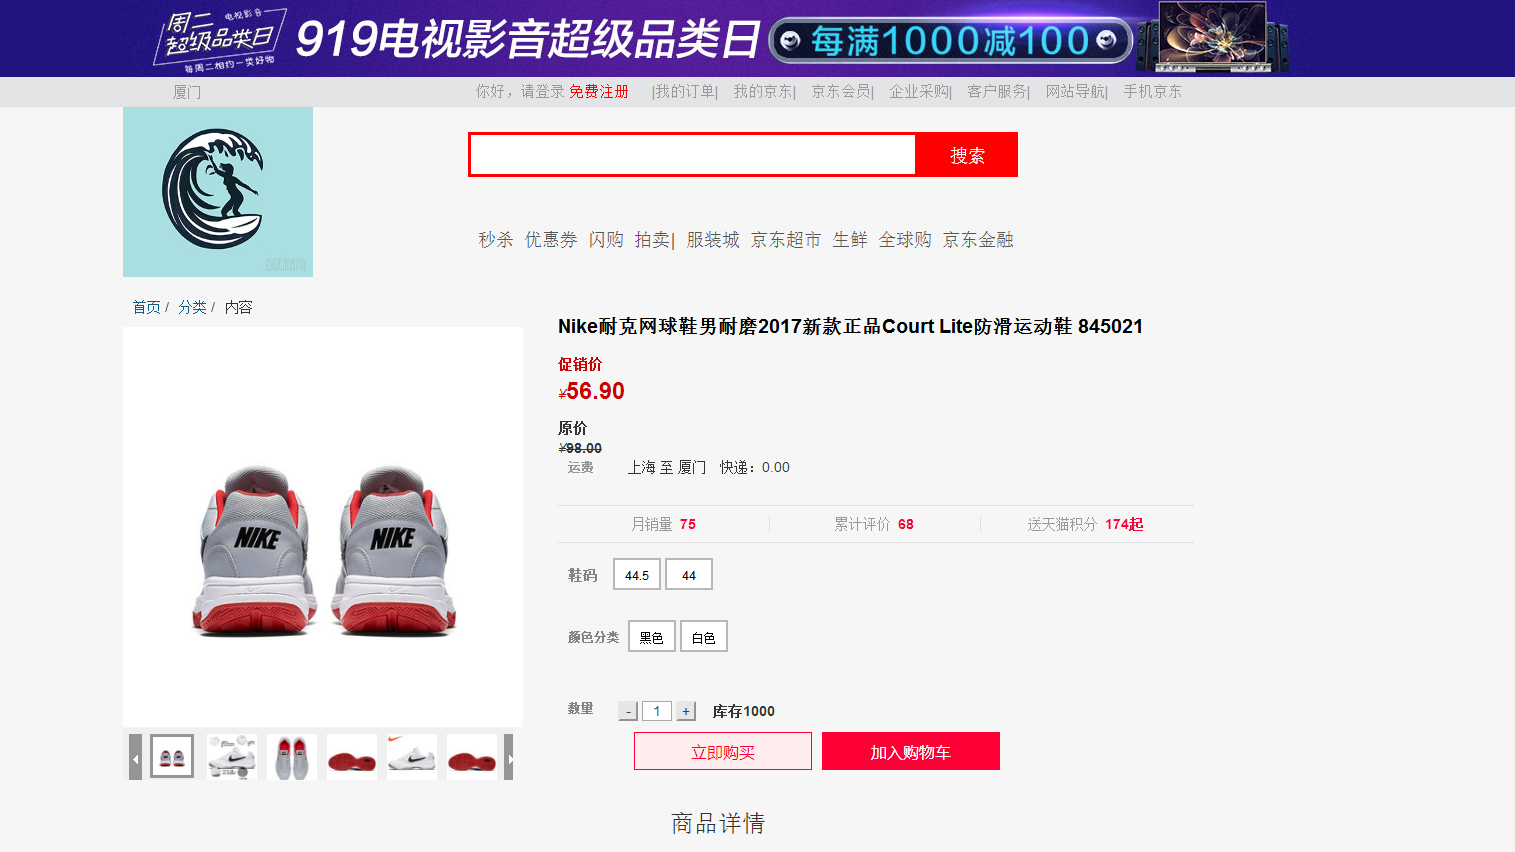 周二
电视影音
超级品类日
每周二相约一类好物
919电视影音超级品类日
每满1000减100
厦门
你好，请登录 免费注册 |我的订单| 我的京东| 京东会员| 企业采购| 客户服务| 网站导航| 手机京东
搜索
秒杀 优惠券 闪购 拍卖| 服装城 京东超市 生鲜 全球购 京东金融
首页 / 分类 / 内容
Nike耐克网球鞋男耐磨2017新款正品Court Lite防滑运动鞋 845021
促销价
¥56.90
原价
¥98.00
运费 上海 至 厦门 快递：0.00
月销量 75 累计评价 68 送天猫积分 174起
鞋码 44.5 44
颜色分类 黑色 白色
数量 - 1 + 库存1000
立即购买 加入购物车
NIKE NIKE
商品详情